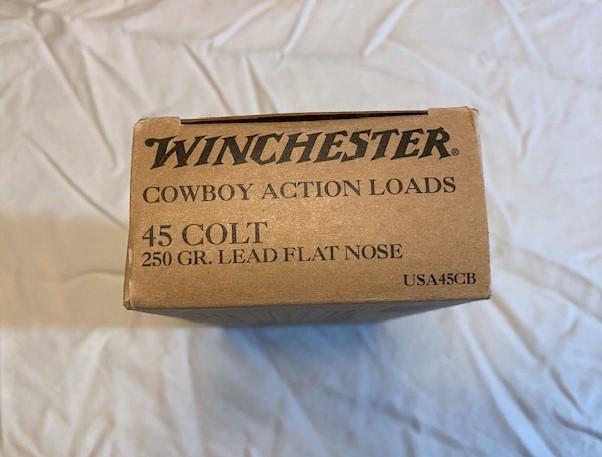 WINCHESTER®
COWBOY ACTION LOADS
45 COLT
250 GR. LEAD FLAT NOSE
USA45CB